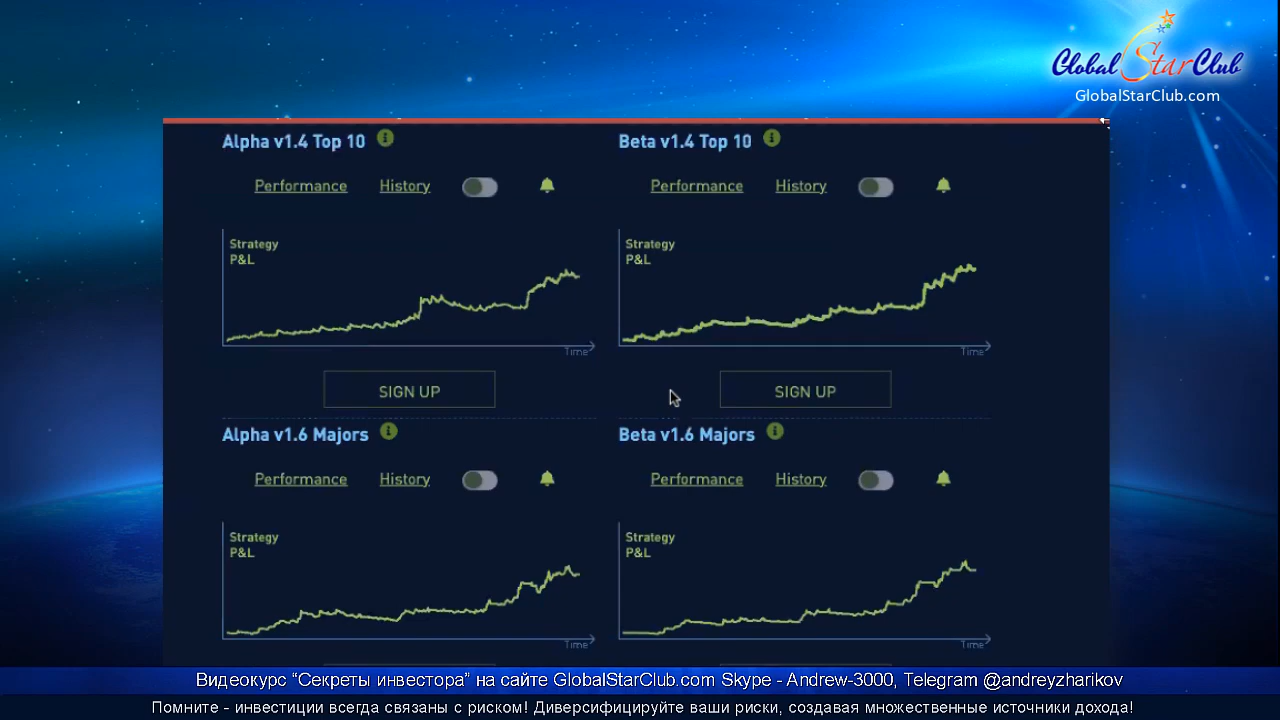 Global Star Club
GlobalStarClub.com
Alpha v1.4 Top 10
Beta v1.4 Top 10
Performance History
Performance History
Strategy
P&L
Strategy
P&L
Time
Time
SIGN UP
SIGN UP
Alpha v1.6 Majors
Beta v1.6 Majors
Performance History
Performance History
Strategy
P&L
Strategy
P&L
Time
Time
Видеокурс “Секреты инвестора” на сайте GlobalStarClub.com Skype - Andrew-3000, Telegram @andreyzharikov
Помните - инвестиции всегда связаны с риском! Диверсифицируйте ваши риски, создавая множественные источники дохода!